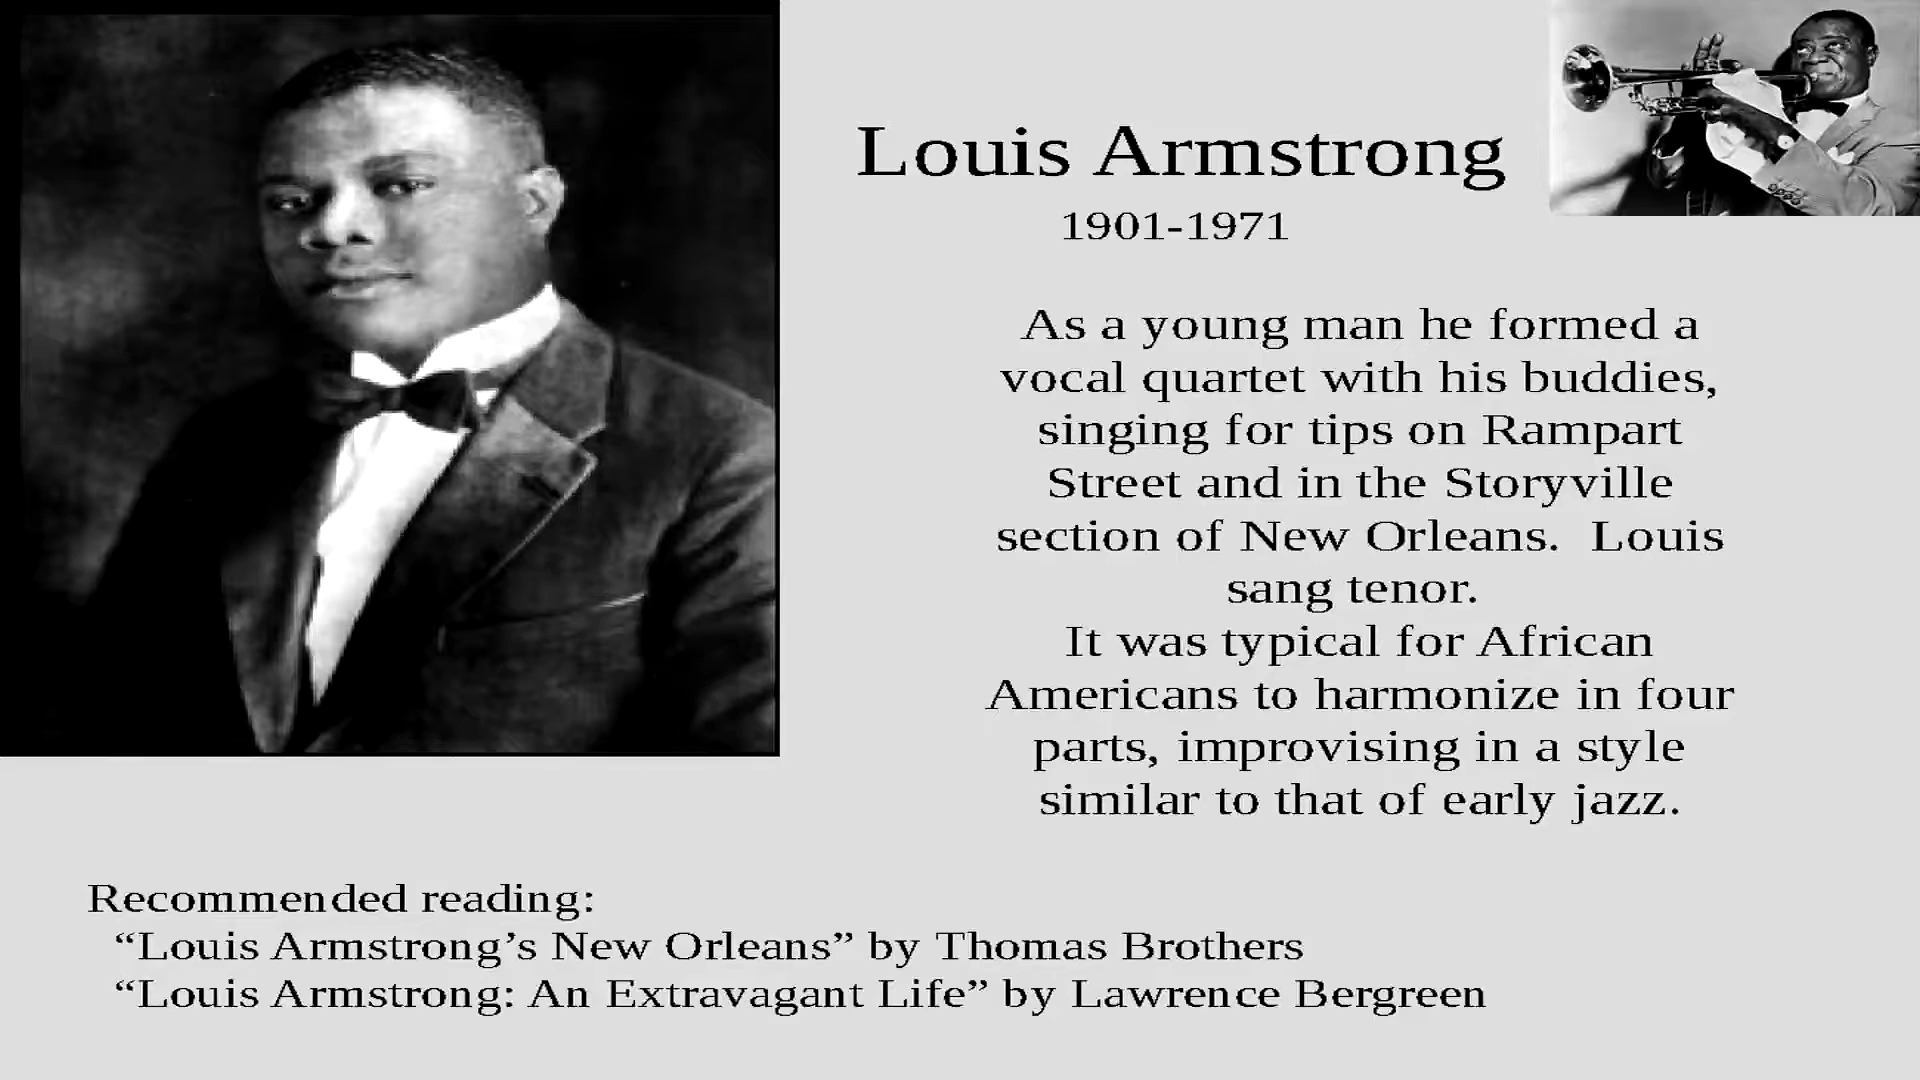 Louis Armstrong
1901-1971
As a young man he formed a
vocal quartet with his buddies,
singing for tips on Rampart
Street and in the Storyville
section of New Orleans.  Louis
sang tenor.
It was typical for African
Americans to harmonize in four
parts, improvising in a style
similar to that of early jazz.
Recommended reading:
“Louis Armstrong’s New Orleans” by Thomas Brothers
“Louis Armstrong: An Extravagant Life” by Lawrence Bergreen